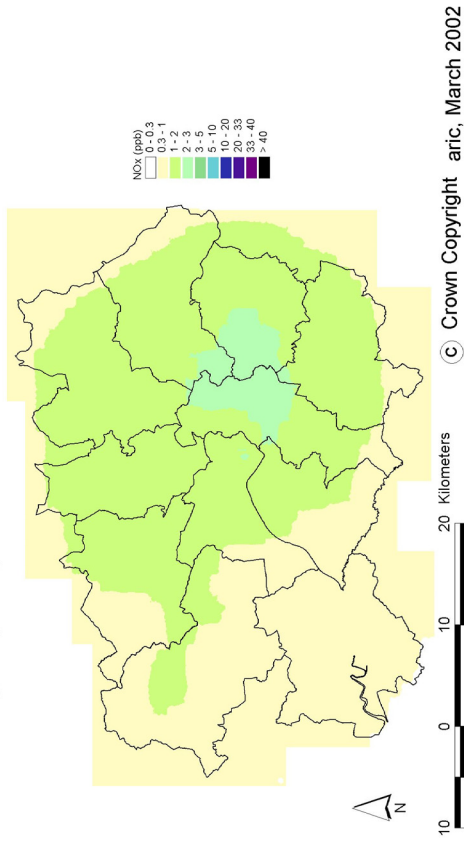 NOx (ppb)
0 - 0.3
0.3 - 1
1 - 2
2 - 3
3 - 5
5 - 10
10 - 20
20 - 33
33 - 40
> 40
N
10 0 10 20 Kilometers
c Crown Copyright aric, March 2002